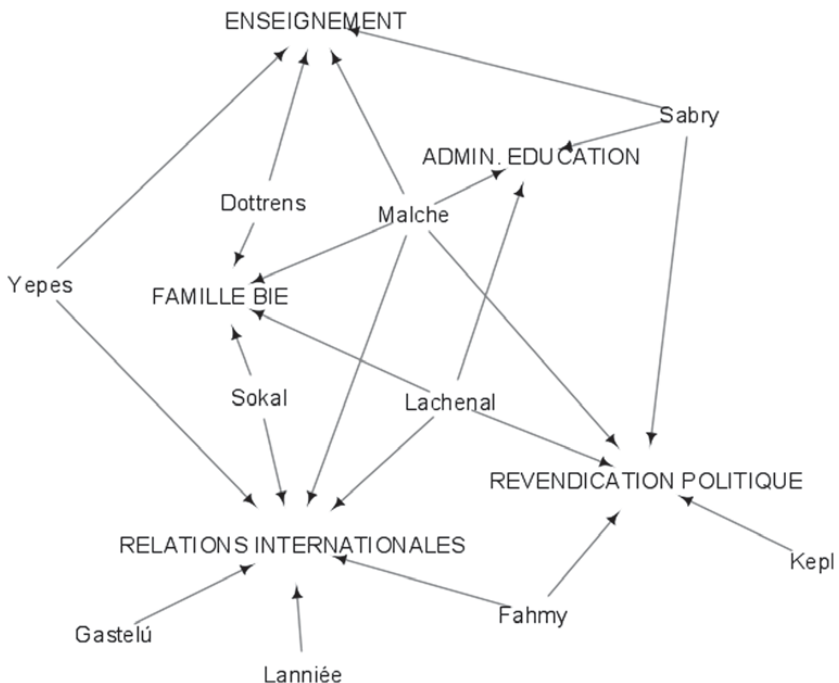 ENSEIGNEMENT
Sabry
ADMIN. EDUCATION
Dottrens
Malche
Yepes
FAMILLE BIE
Sokal
Lachenal
REVENDICATION POLITIQUE
RELATIONS INTERNATIONALES
Kepl
Fahmy
Gastelú
Lanniée